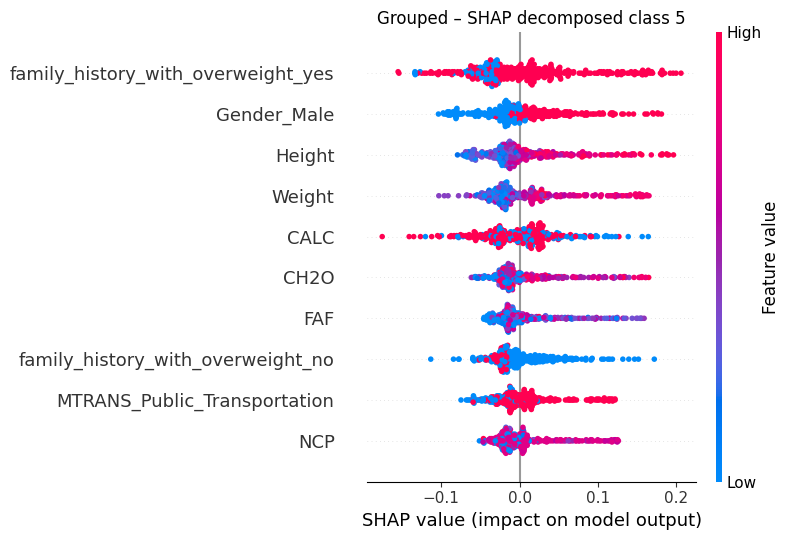 Grouped – SHAP decomposed class 5
High
family_history_with_overweight_yes
Gender_Male
Height
Weight
CALC
CH2O
FAF
family_history_with_overweight_no
MTRANS_Public_Transportation
NCP
Feature value
Low
−0.1 0.0 0.1 0.2
SHAP value (impact on model output)